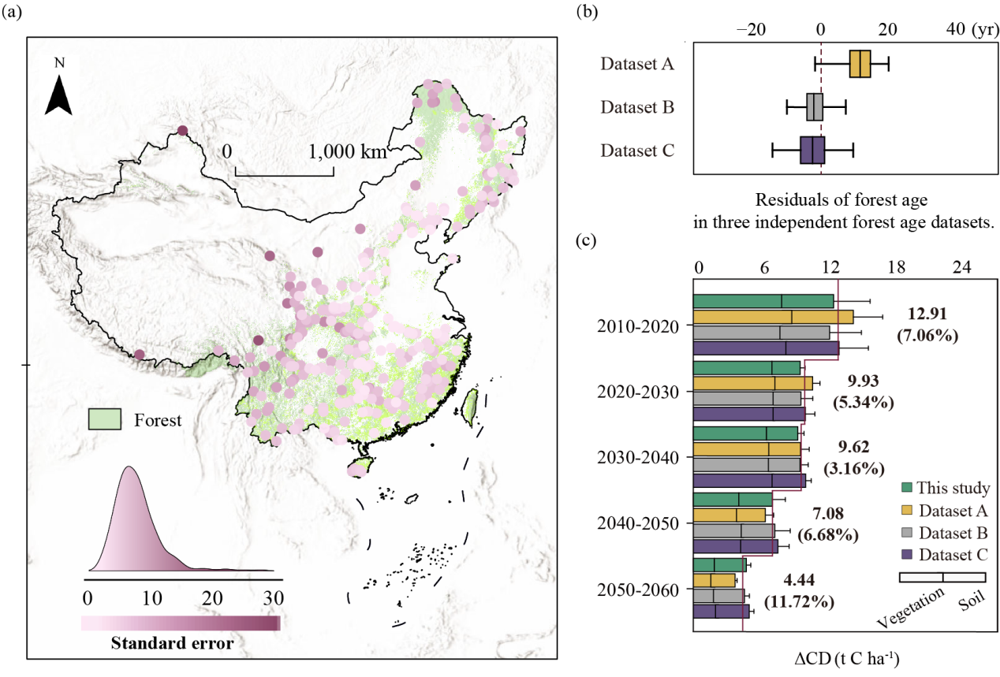 (a)
N
0 1,000 km
Forest
0 10 20 30
Standard error
(b)
−20 0 20 40 (yr)
Dataset A
Dataset B
Dataset C
Residuals of forest age
in three independent forest age datasets.
(c)
0 6 12 18 24
2010-2020
12.91
(7.06%)
2020-2030
9.93
(5.34%)
2030-2040
9.62
(3.16%)
2040-2050
7.08
(6.68%)
2050-2060
4.44
(11.72%)
This study
Dataset A
Dataset B
Dataset C
Vegetation Soil
ΔCD (t C ha⁻¹)